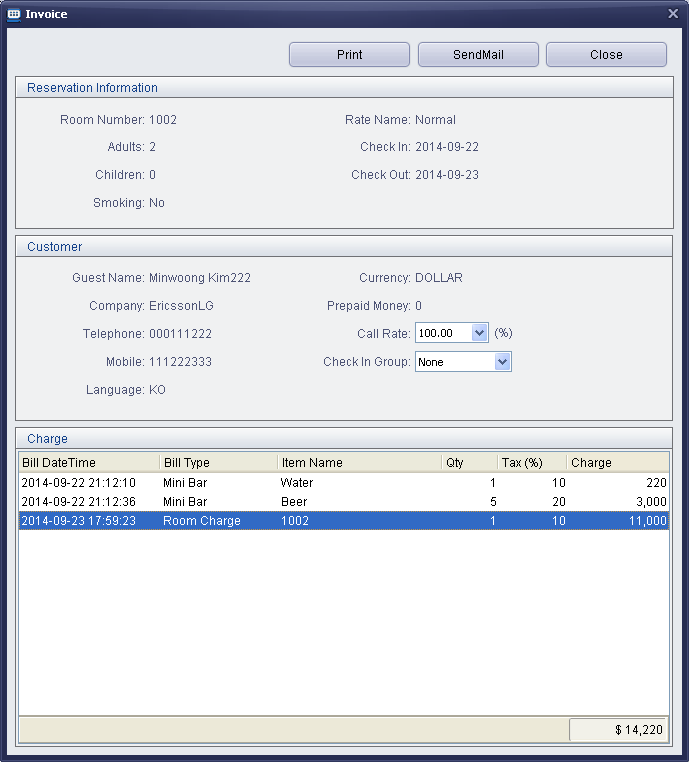 Invoice
Print SendMail Close
Reservation Information
Room Number: 1002 Rate Name: Normal
Adults: 2 Check In: 2014-09-22
Children: 0 Check Out: 2014-09-23
Smoking: No
Customer
Guest Name: Minwoong Kim222 Currency: DOLLAR
Company: EricssonLG Prepaid Money: 0
Telephone: 000111222 Call Rate: 100.00 (%)
Mobile: 111222333 Check In Group: None
Language: KO
Charge
Bill DateTime Bill Type Item Name Qty Tax (%) Charge
2014-09-22 21:12:10 Mini Bar Water 1 10 220
2014-09-22 21:12:36 Mini Bar Beer 5 20 3,000
2014-09-23 17:59:23 Room Charge 1002 1 10 11,000
$ 14,220